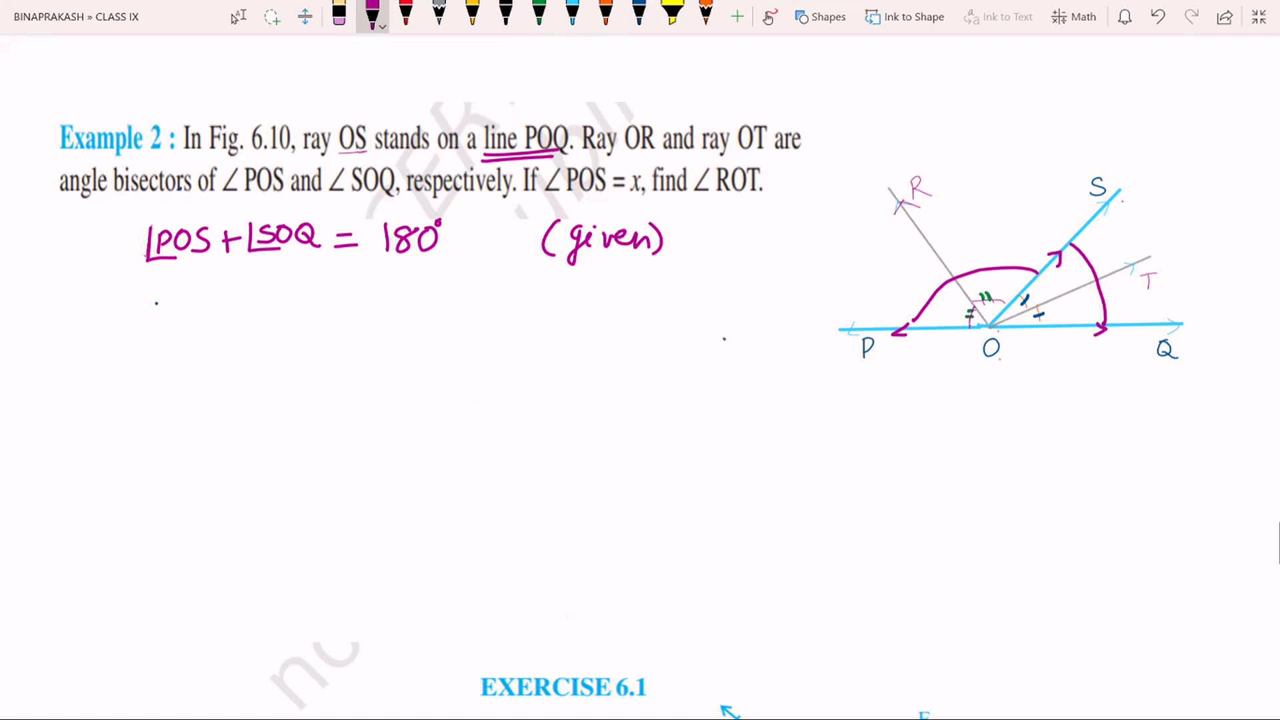 BINAPRAKASH » CLASS IX
Shapes
Ink to Shape
Ink to Text
Math
Example 2 : In Fig. 6.10, ray OS stands on a line POQ. Ray OR and ray OT are
angle bisectors of ∠ POS and ∠ SOQ, respectively. If ∠ POS = x, find ∠ ROT.
∠POS + ∠SOQ = 180° (given)
R
S
T
P
O
Q
EXERCISE 6.1